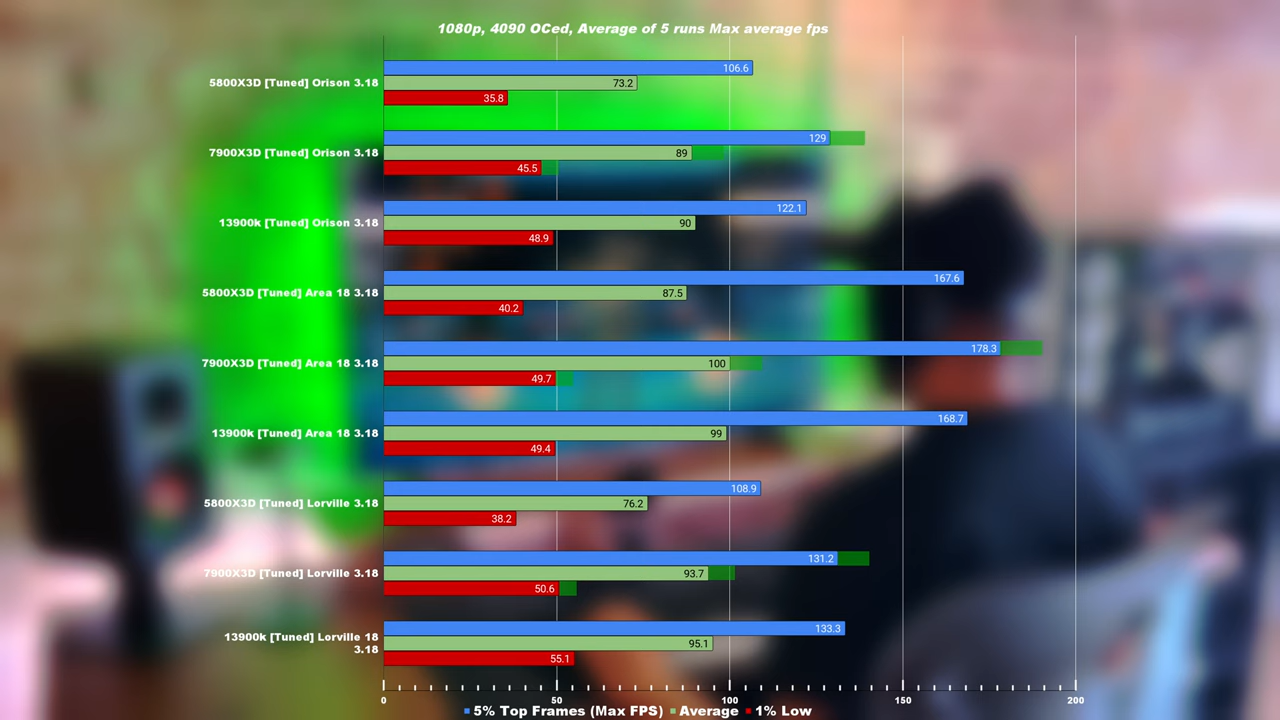 1080p, 4090 OCed, Average of 5 runs Max average fps
5800X3D [Tuned] Orison 3.18
106.6
73.2
35.8
7900X3D [Tuned] Orison 3.18
129
89
45.5
13900k [Tuned] Orison 3.18
122.1
90
48.9
5800X3D [Tuned] Area 18 3.18
167.6
87.5
40.2
7900X3D [Tuned] Area 18 3.18
178.3
100
49.7
13900k [Tuned] Area 18 3.18
168.7
99
49.4
5800X3D [Tuned] Lorville 3.18
108.9
76.2
38.2
7900X3D [Tuned] Lorville 3.18
131.2
93.7
50.6
13900k [Tuned] Lorville 18
3.18
133.3
95.1
55.1
0 50 100 150 200
5% Top Frames (Max FPS) Average 1% Low